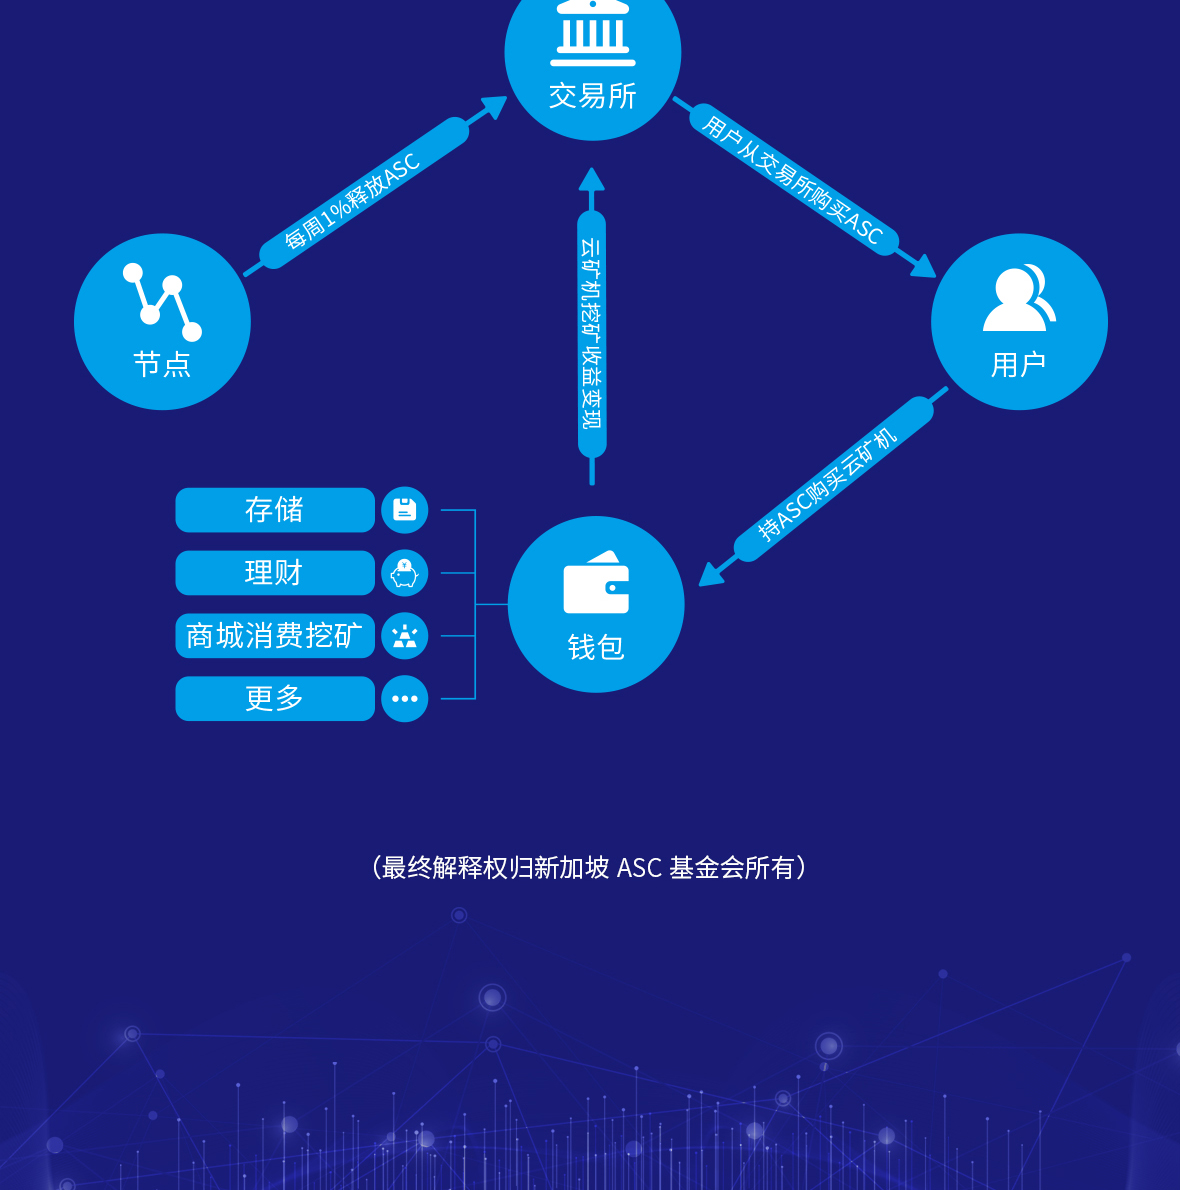 交易所
每周1%释放ASC
用户从交易所购买ASC
云矿机挖矿收益变现
节点
用户
持ASC购买云矿机
存储
理财
商城消费挖矿
更多
钱包
（最终解释权归新加坡 ASC 基金会所有）